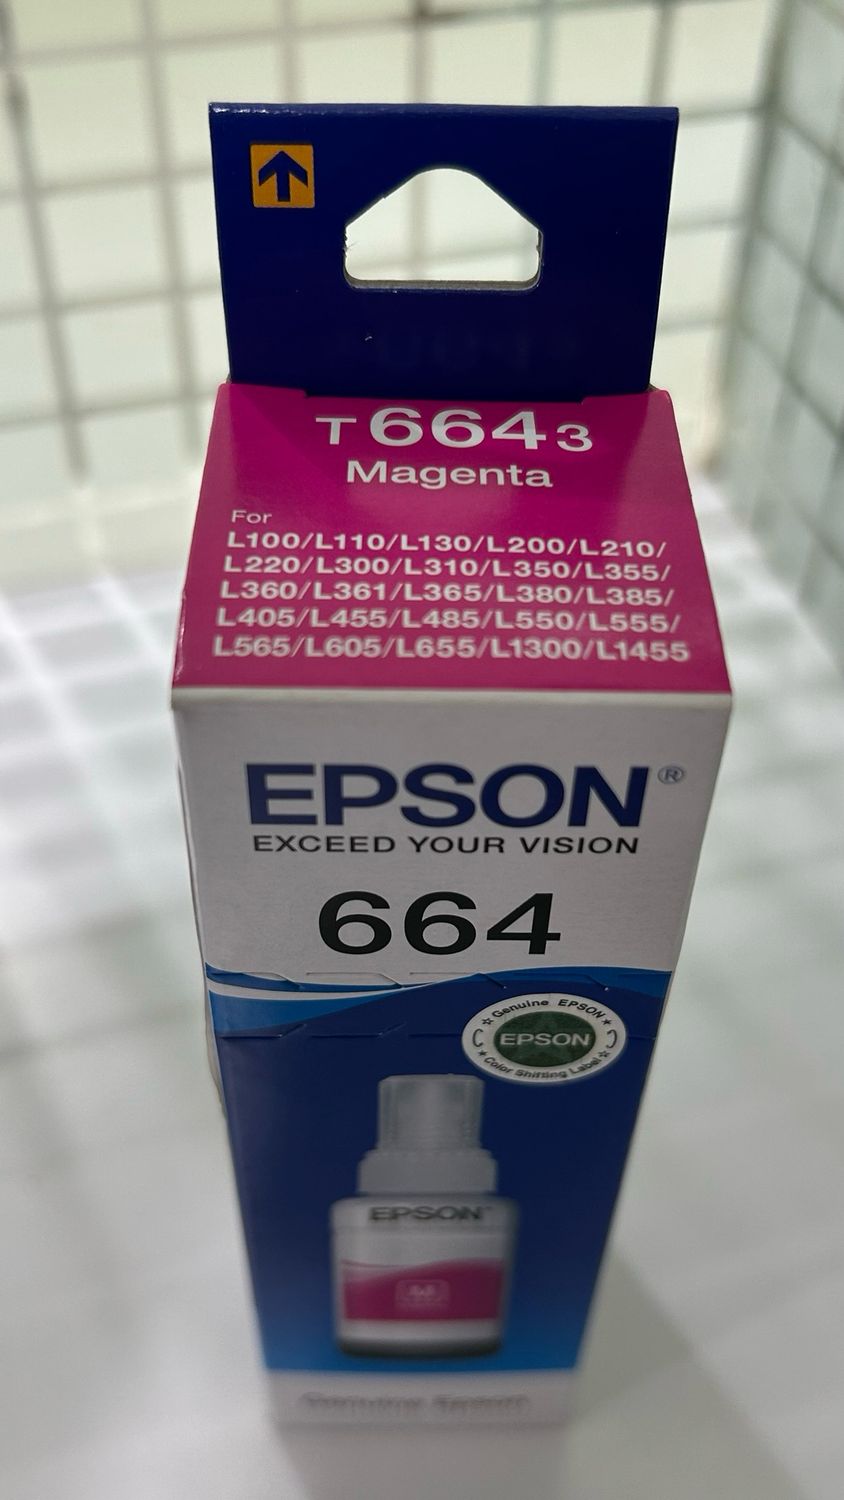 T6643
Magenta
For
L100/L110/L130/L200/L210/
L220/L300/L310/L350/L355/
L360/L361/L365/L380/L385/
L405/L455/L485/L550/L555/
L565/L605/L655/L1300/L1455
EPSON®
EXCEED YOUR VISION
664
Genuine EPSON
EPSON
Color Shifting Label
EPSON